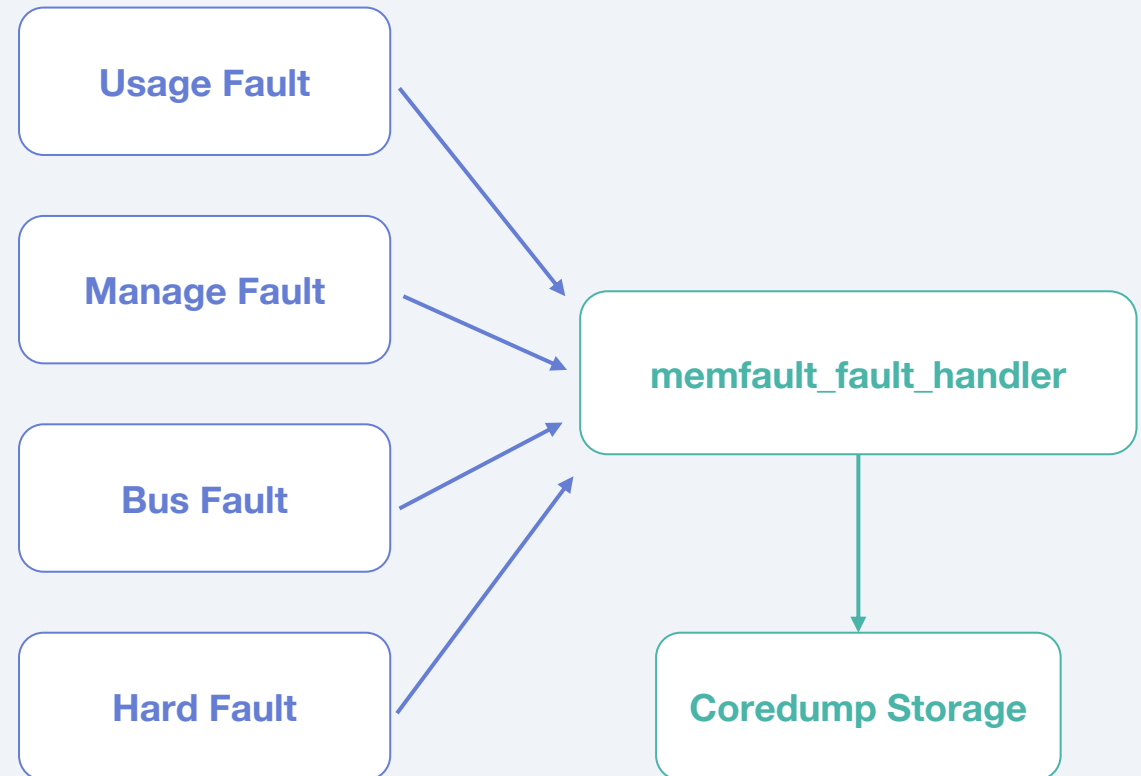 Usage Fault
Manage Fault
memfault_fault_handler
Bus Fault
Hard Fault
Coredump Storage